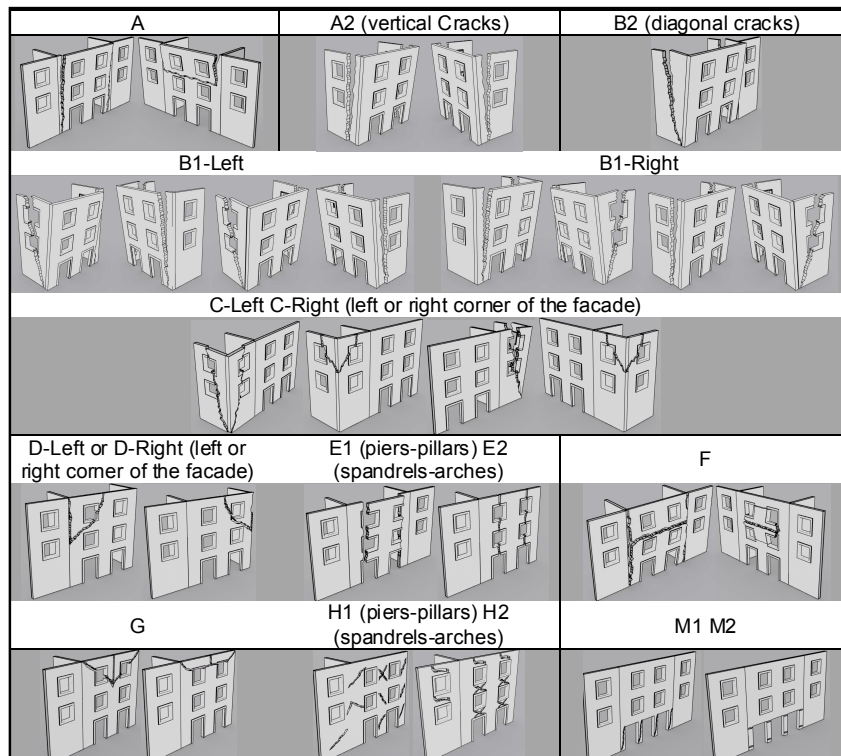 A
A2 (vertical Cracks)
B2 (diagonal cracks)
B1-Left
B1-Right
C-Left C-Right (left or right corner of the facade)
D-Left or D-Right (left or
right corner of the facade)
E1 (piers-pillars) E2
(spandrels-arches)
F
G
H1 (piers-pillars) H2
(spandrels-arches)
M1 M2